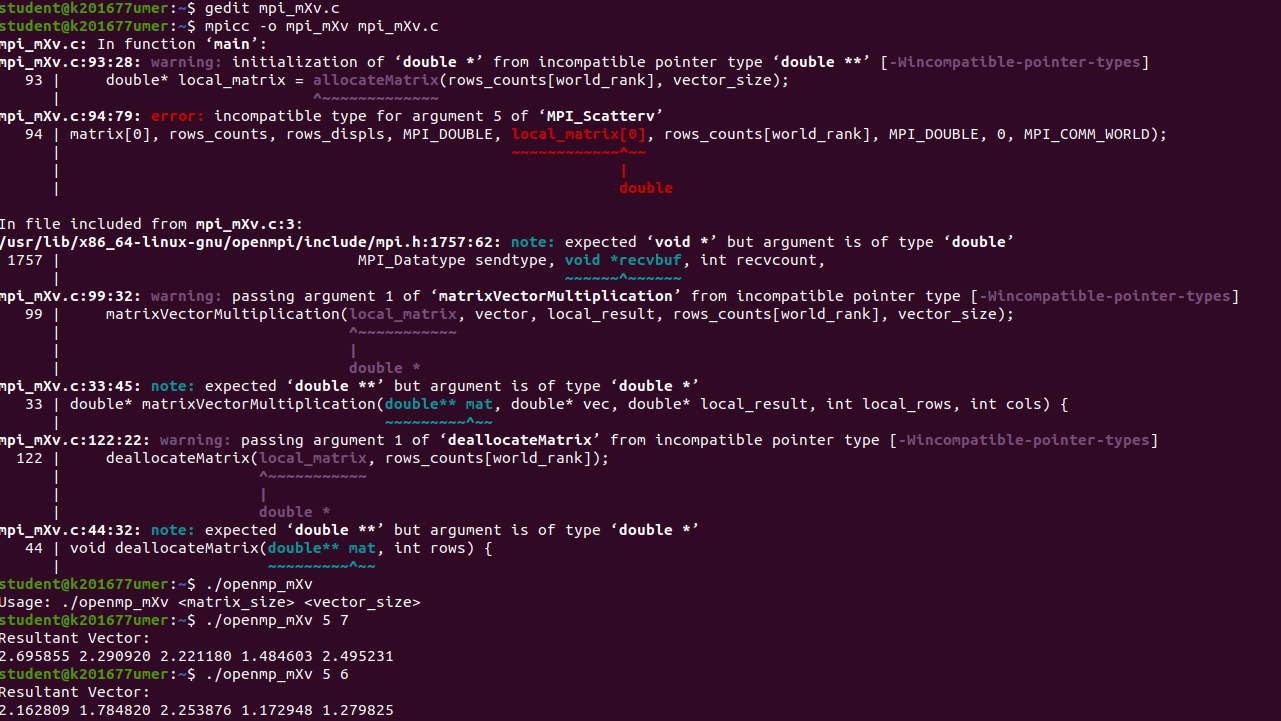 student@k201677umer:~$ gedit mpi_mXv.c
student@k201677umer:~$ mpicc -o mpi_mXv mpi_mXv.c
mpi_mXv.c: In function ‘main’:
mpi_mXv.c:93:28: warning: initialization of ‘double *’ from incompatible pointer type ‘double **’ [-Wincompatible-pointer-types]
   93 |     double* local_matrix = allocateMatrix(rows_counts[world_rank], vector_size);
      |                            ^~~~~~~~~~~~~~
mpi_mXv.c:94:79: error: incompatible type for argument 5 of ‘MPI_Scatterv’
   94 | matrix[0], rows_counts, rows_displs, MPI_DOUBLE, local_matrix[0], rows_counts[world_rank], MPI_DOUBLE, 0, MPI_COMM_WORLD);
      |                                                  ~~~~~~~~~~~~^~~
      |                                                              |
      |                                                              double
In file included from mpi_mXv.c:3:
/usr/lib/x86_64-linux-gnu/openmpi/include/mpi.h:1757:62: note: expected ‘void *’ but argument is of type ‘double’
 1757 |                                 MPI_Datatype sendtype, void *recvbuf, int recvcount,
      |                                                        ~~~~~~^~~~~~~
mpi_mXv.c:99:32: warning: passing argument 1 of ‘matrixVectorMultiplication’ from incompatible pointer type [-Wincompatible-pointer-types]
   99 |     matrixVectorMultiplication(local_matrix, vector, local_result, rows_counts[world_rank], vector_size);
      |                                ^~~~~~~~~~~~
      |                                |
      |                                double *
mpi_mXv.c:33:45: note: expected ‘double **’ but argument is of type ‘double *’
   33 | double* matrixVectorMultiplication(double** mat, double* vec, double* local_result, int local_rows, int cols) {
      |                                    ~~~~~~~~~^~~
mpi_mXv.c:122:22: warning: passing argument 1 of ‘deallocateMatrix’ from incompatible pointer type [-Wincompatible-pointer-types]
  122 |     deallocateMatrix(local_matrix, rows_counts[world_rank]);
      |                      ^~~~~~~~~~~~
      |                      |
      |                      double *
mpi_mXv.c:44:32: note: expected ‘double **’ but argument is of type ‘double *’
   44 | void deallocateMatrix(double** mat, int rows) {
      |                       ~~~~~~~~~^~~
student@k201677umer:~$ ./openmp_mXv
Usage: ./openmp_mXv <matrix_size> <vector_size>
student@k201677umer:~$ ./openmp_mXv 5 7
Resultant Vector:
2.695855 2.290920 2.221180 1.484603 2.495231
student@k201677umer:~$ ./openmp_mXv 5 6
Resultant Vector:
2.162809 1.784820 2.253876 1.172948 1.279825